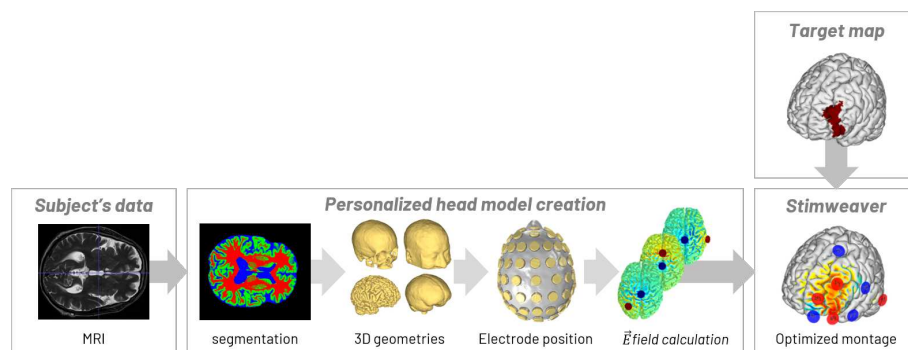 Target map
Subject's data
Personalized head model creation
Stimweaver
MRI
segmentation
3D geometries
Electrode position
E⃗ field calculation
Optimized montage